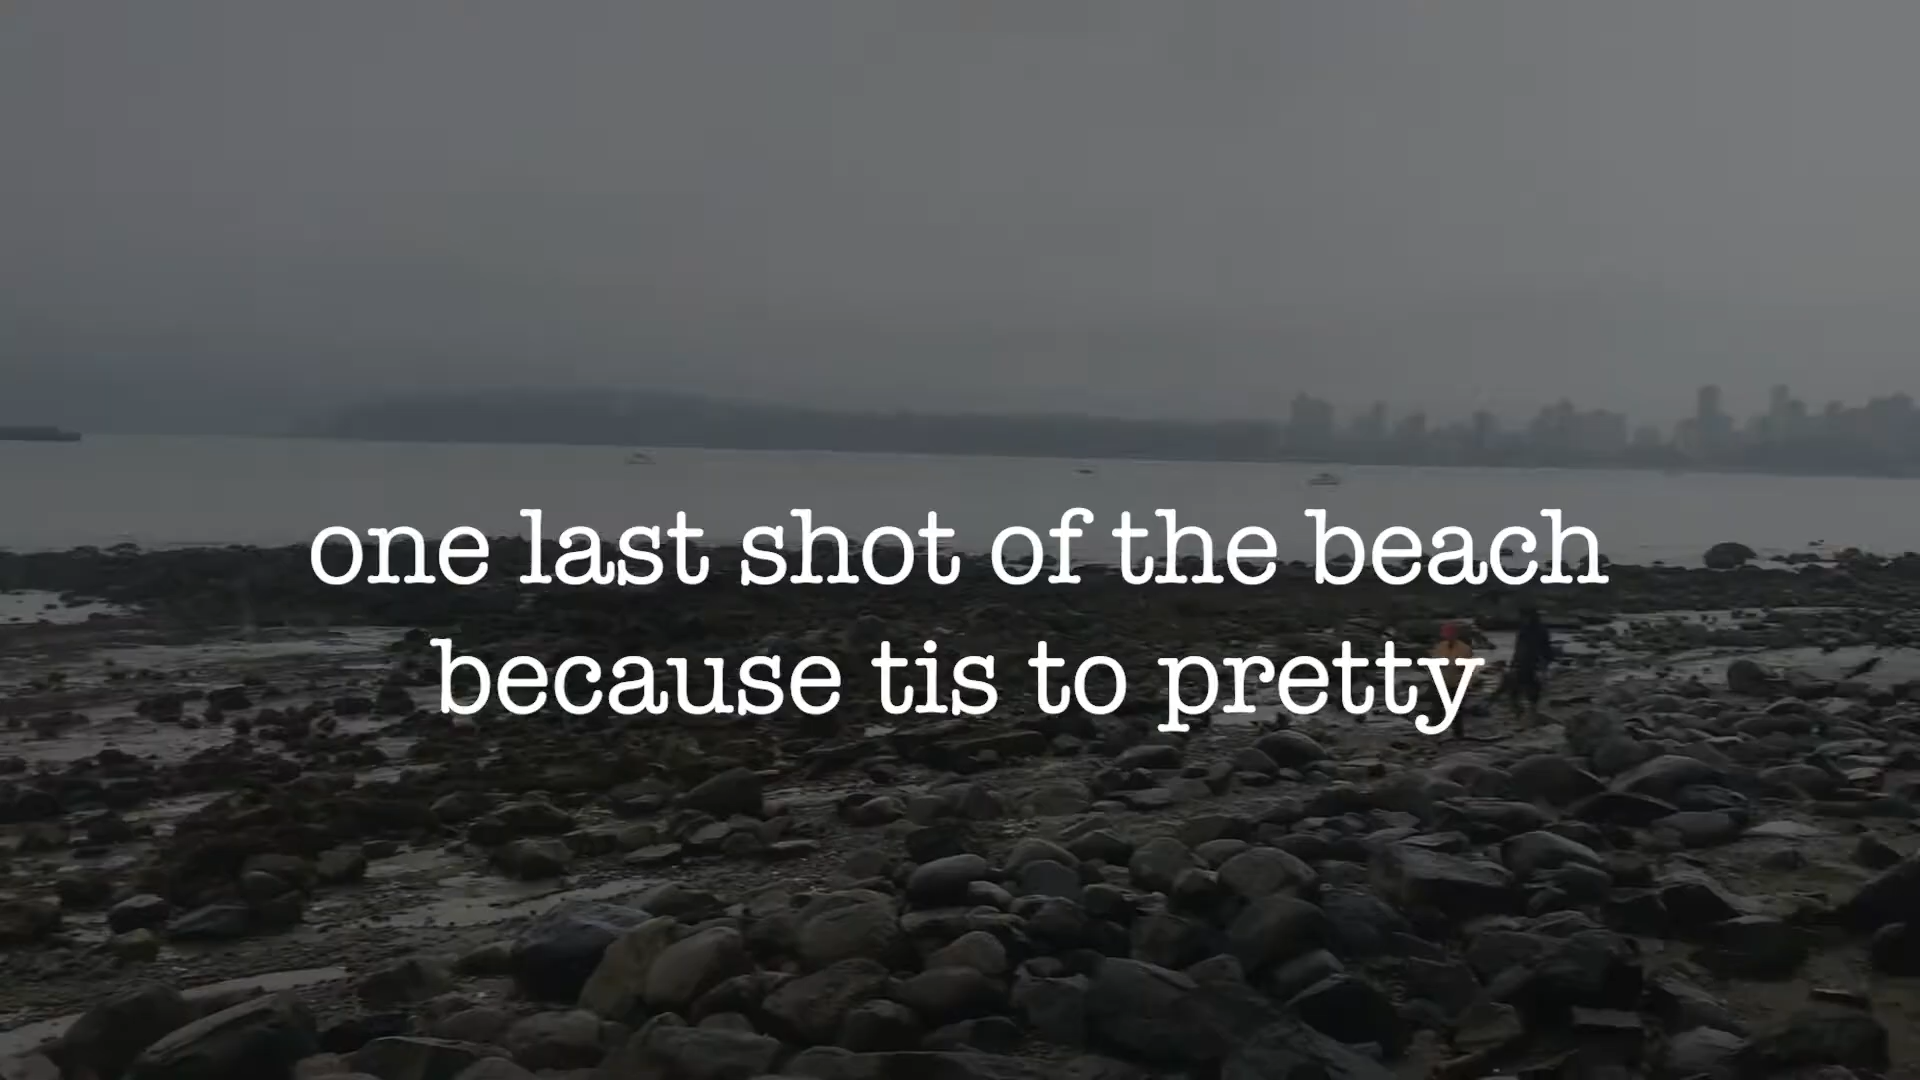 one last shot of the beach
because tis to pretty